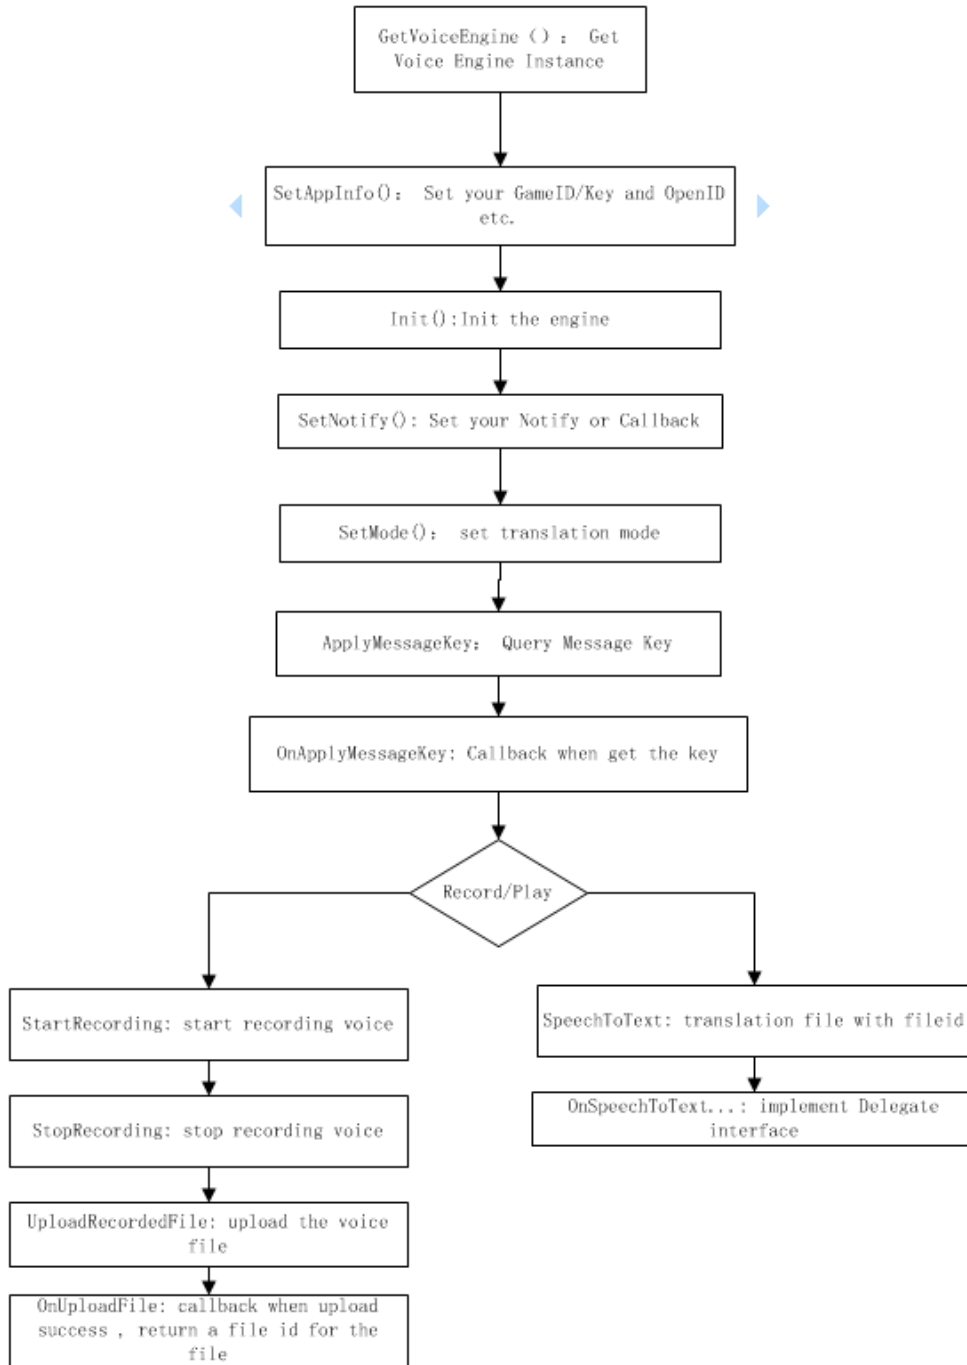 GetVoiceEngine（）： Get
Voice Engine Instance
SetAppInfo()： Set your GameID/Key and OpenID
etc.
Init():Init the engine
SetNotify(): Set your Notify or Callback
SetMode()： set translation mode
ApplyMessageKey： Query Message Key
OnApplyMessageKey: Callback when get the key
Record/Play
StartRecording: start recording voice
StopRecording: stop recording voice
UploadRecordedFile: upload the voice
file
OnUploadFile: callback when upload
success , return a file id for the
file
SpeechToText: translation file with fileid
OnSpeechToText...: implement Delegate
interface